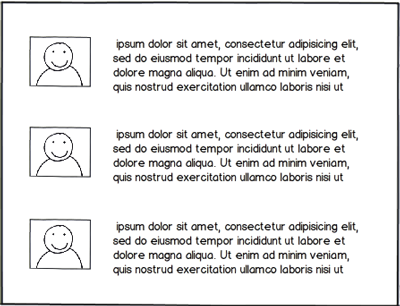 ipsum dolor sit amet, consectetur adipisicing elit,
sed do eiusmod tempor incididunt ut labore et
dolore magna aliqua. Ut enim ad minim veniam,
quis nostrud exercitation ullamco laboris nisi ut
ipsum dolor sit amet, consectetur adipisicing elit,
sed do eiusmod tempor incididunt ut labore et
dolore magna aliqua. Ut enim ad minim veniam,
quis nostrud exercitation ullamco laboris nisi ut
ipsum dolor sit amet, consectetur adipisicing elit,
sed do eiusmod tempor incididunt ut labore et
dolore magna aliqua. Ut enim ad minim veniam,
quis nostrud exercitation ullamco laboris nisi ut